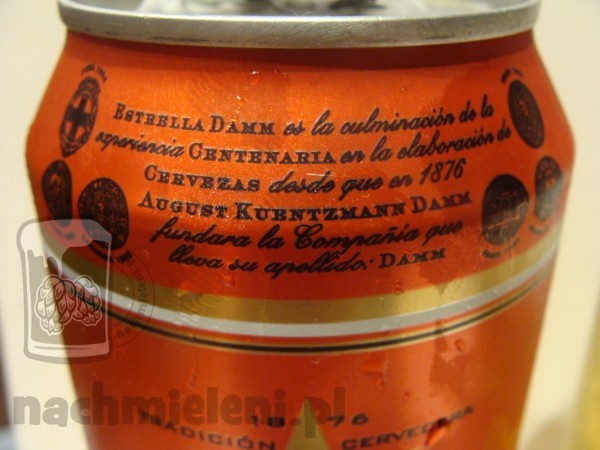 ESTRELLA DAMM es la culminación de la
experiencia CENTENARIA en la elaboración de
CERVEZAS desde que en 1876
AUGUST KUENTZMANN DAMM
fundara la Compañía que
lleva su apellido. DAMM
18 76
TRADICIÓN CERVECERA
nachmieleni.pl